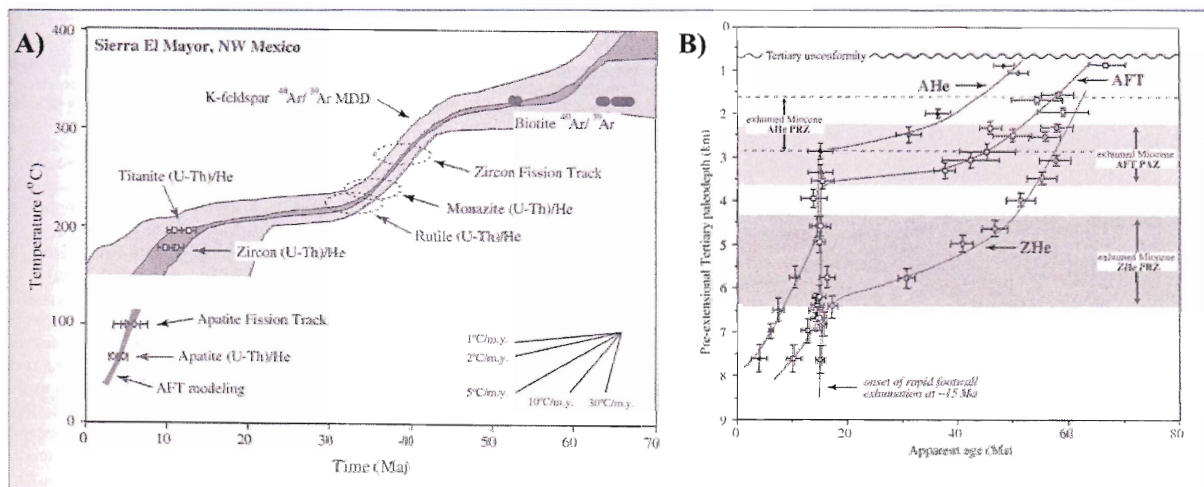 A)
Sierra El Mayor, NW Mexico
K-feldspar 40Ar/39Ar MDD
Biotite 40Ar/39Ar
Zircon Fission Track
Titanite (U-Th)/He
Monazite (U-Th)/He
Rutile (U-Th)/He
Zircon (U-Th)/He
Apatite Fission Track
Apatite (U-Th)/He
AFT modeling
1°C/m.y.
2°C/m.y.
5°C/m.y.
10°C/m.y.
30°C/m.y.
Temperature (°C)
400
300
200
100
0
0 10 20 30 40 50 60 70
Time (Ma)
B)
Tertiary unconformity
AHe
AFT
exhumed Miocene
AHe PRZ
exhumed Miocene
AFT PAZ
ZHe
exhumed Miocene
ZHe PRZ
onset of rapid footwall
exhumation at ~15 Ma
Pre-extensional Tertiary paleodepth (km)
0
1
2
3
4
5
6
7
8
9
0 20 40 60 80
Apparent age (Ma)